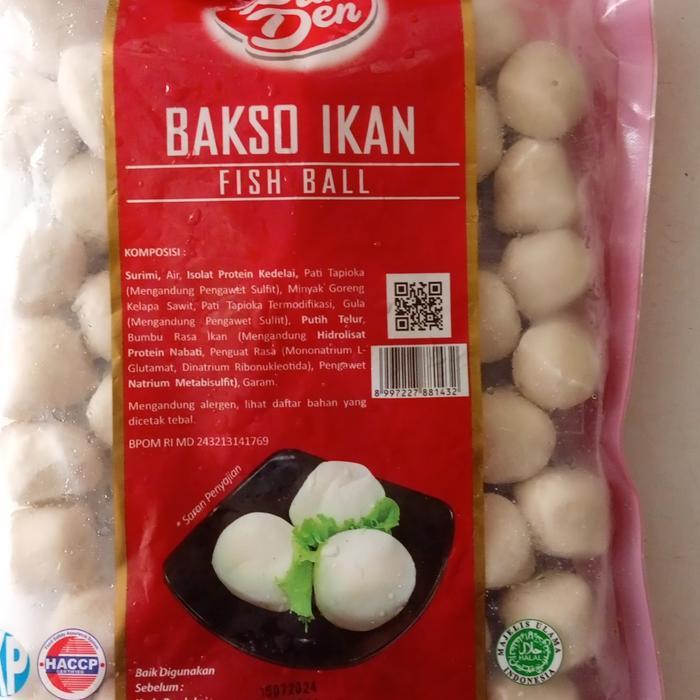 Den
BAKSO IKAN
FISH BALL
KOMPOSISI :
Surimi, Air, Isolat Protein Kedelai, Pati Tapioka
(Mengandung Pengawet Sulfit), Minyak Goreng
Kelapa Sawit, Pati Tapioka Termodifikasi, Gula
(Mengandung Pengawet Sulfit), Putih Telur,
Bumbu Rasa Ikan (Mengandung Hidrolisat
Protein Nabati, Penguat Rasa (Mononatrium L-
Glutamat, Dinatrium Ribonukleotida), Pengawet
Natrium Metabisulfit), Garam.
Mengandung alergen, lihat daftar bahan yang
dicetak tebal.
BPOM RI MD 243213141769
8 997227 881432
* Saran Penyajian
HACCP
CERTIFIED
MAJELIS ULAMA
HALAL
INDONESIA
Baik Digunakan
Sebelum :